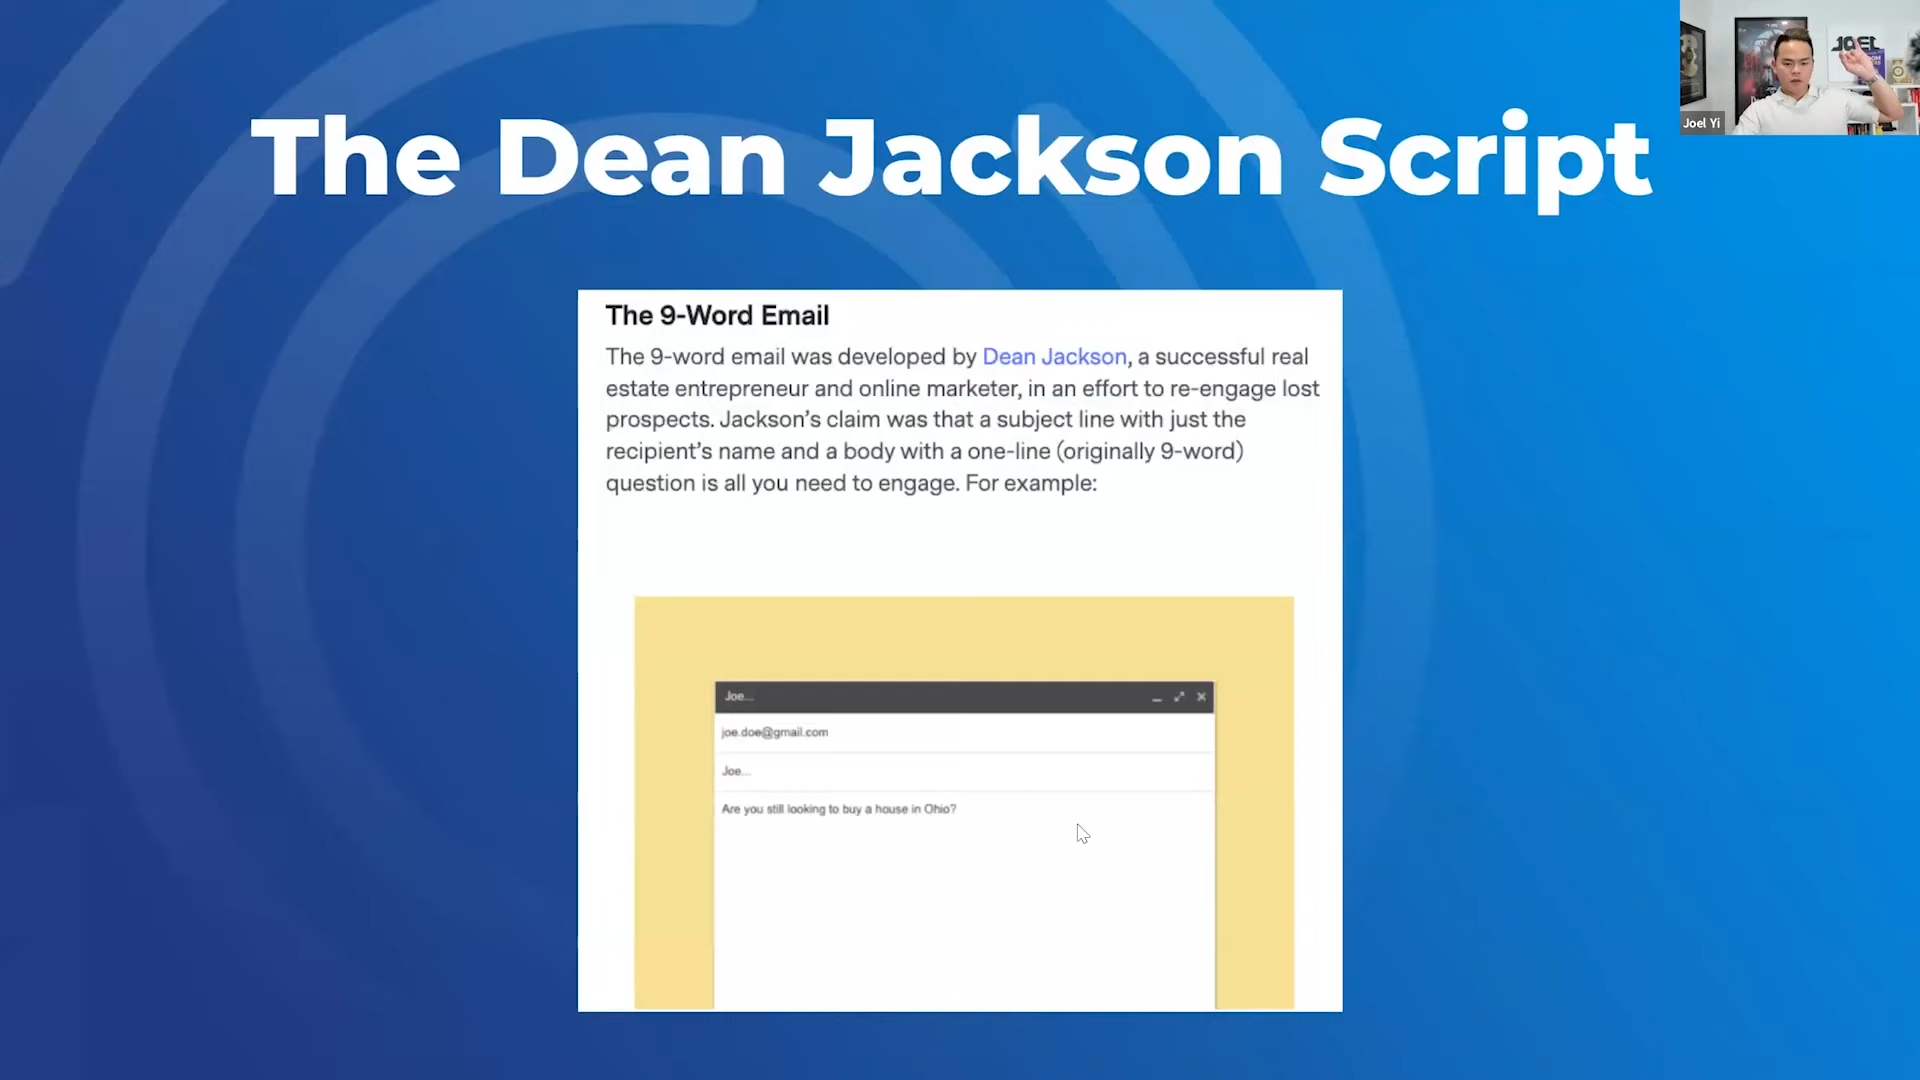 The Dean Jackson Script
JOEL
Joel Yi
The 9-Word Email
The 9-word email was developed by Dean Jackson, a successful real
estate entrepreneur and online marketer, in an effort to re-engage lost
prospects. Jackson’s claim was that a subject line with just the
recipient’s name and a body with a one-line (originally 9-word)
question is all you need to engage. For example:
Joe...
joe.doe@gmail.com
Joe...
Are you still looking to buy a house in Ohio?